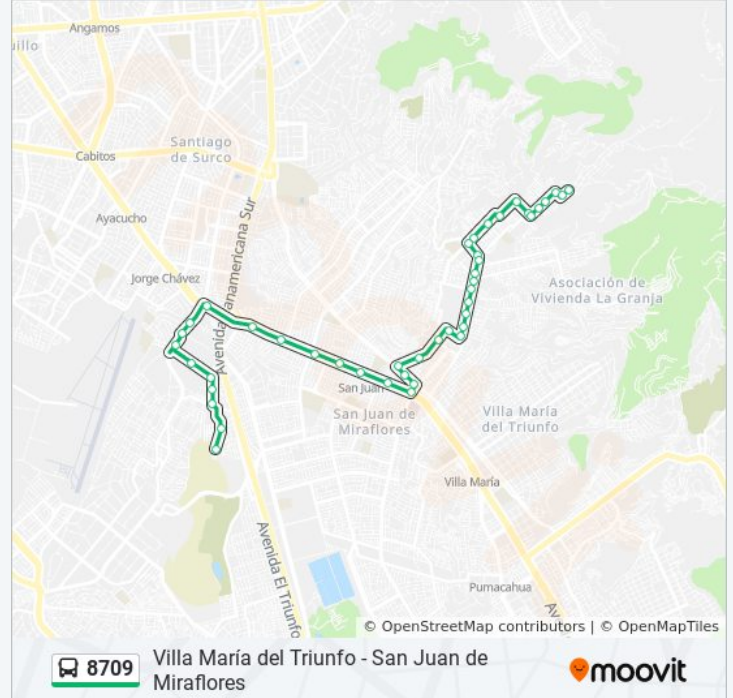 Angamos
uillo
Santiago
de Surco
Cabitos
Ayacucho
Avenida Panamericana Sur
Jorge Chávez
Asociación de
Vivienda La Granja
San Juan
San Juan de
Miraflores
Villa María
del Triunfo
Villa María
Avenida El Triunfo
Pumacahua
Av
© OpenStreetMap contributors | © OpenMapTiles
8709
Villa María del Triunfo - San Juan de
Miraflores
moovit